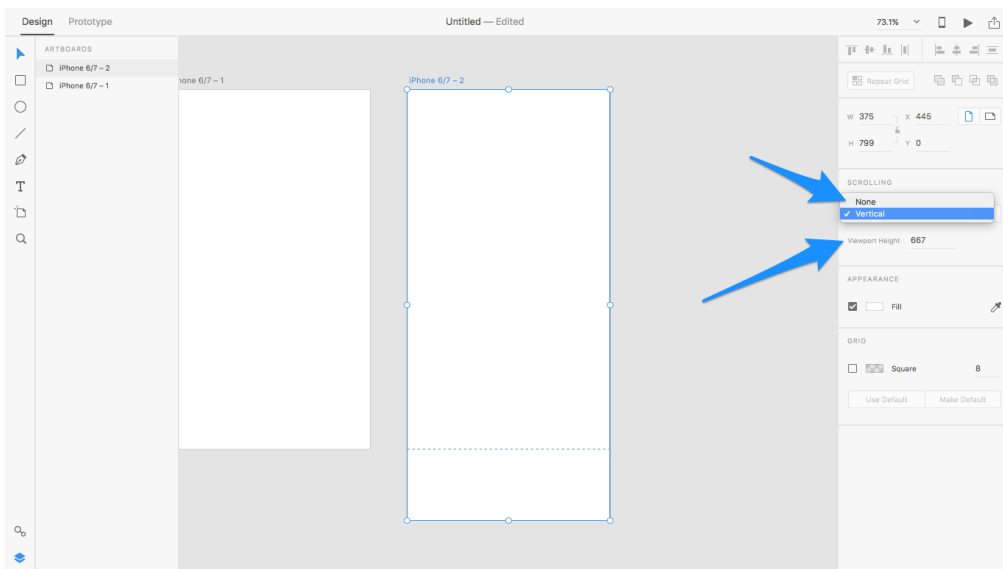 Design Prototype Untitled — Edited 73.1%
ARTBOARDS
iPhone 6/7 – 2
iPhone 6/7 – 1
hone 6/7 – 1
iPhone 6/7 – 2
Repeat Grid
W 375 X 445
H 799 Y 0
SCROLLING
None
✓ Vertical
Viewport Height 667
APPEARANCE
Fill
GRID
Square 8
Use Default Make Default
T